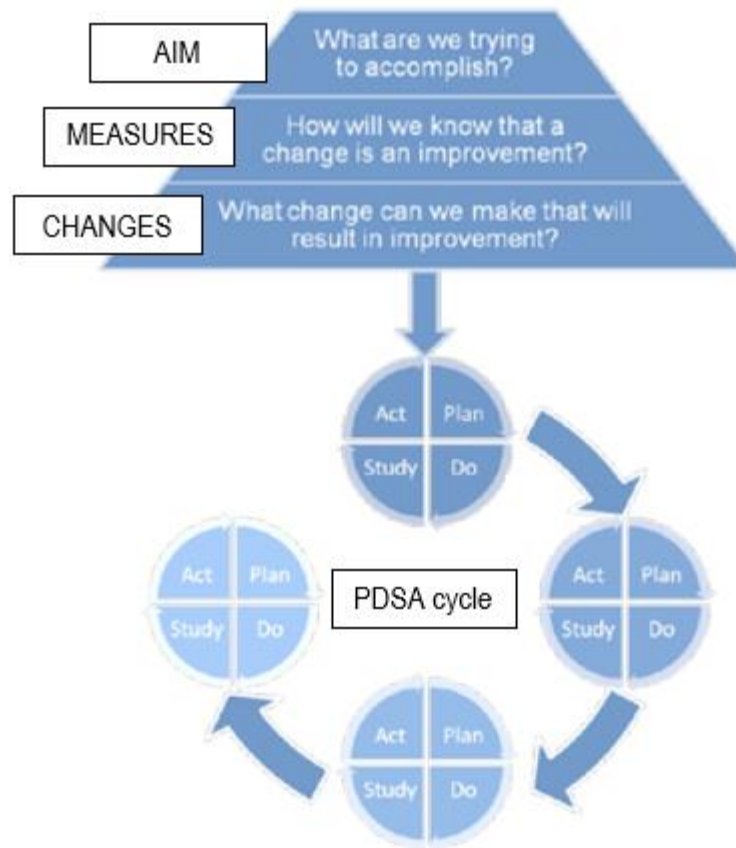 AIM
What are we trying
to accomplish?
MEASURES
How will we know that a
change is an improvement?
CHANGES
What change can we make that will
result in improvement?
Act Plan
Study Do
Act Plan
Study Do
PDSA cycle
Act Plan
Study Do
Act Plan
Study Do